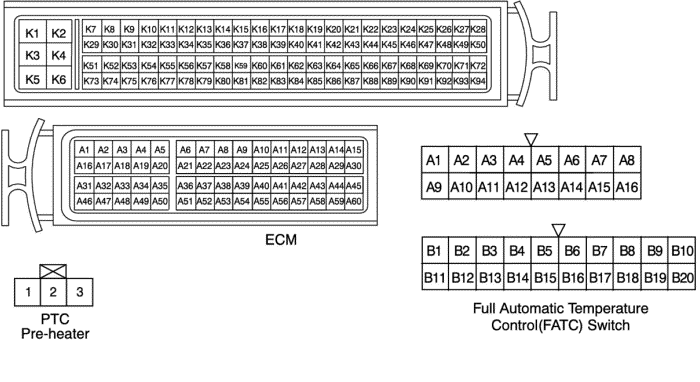 K1 K2 K7 K8 K9 K10 K11 K12 K13 K14 K15 K16 K17 K18 K19 K20 K21 K22 K23 K24 K25 K26 K27 K28
K29 K30 K31 K32 K33 K34 K35 K36 K37 K38 K39 K40 K41 K42 K43 K44 K45 K46 K47 K48 K49 K50
K3 K4
K51 K52 K53 K54 K55 K56 K57 K58 K59 K60 K61 K62 K63 K64 K65 K66 K67 K68 K69 K70 K71 K72
K5 K6 K73 K74 K75 K76 K77 K78 K79 K80 K81 K82 K83 K84 K85 K86 K87 K88 K89 K90 K91 K92 K93 K94
A1 A2 A3 A4 A5 A6 A7 A8 A9 A10 A11 A12 A13 A14 A15
A16 A17 A18 A19 A20 A21 A22 A23 A24 A25 A26 A27 A28 A29 A30
A31 A32 A33 A34 A35 A36 A37 A38 A39 A40 A41 A42 A43 A44 A45
A46 A47 A48 A49 A50 A51 A52 A53 A54 A55 A56 A57 A58 A59 A60
ECM
A1 A2 A3 A4 A5 A6 A7 A8
A9 A10 A11 A12 A13 A14 A15 A16
B1 B2 B3 B4 B5 B6 B7 B8 B9 B10
B11 B12 B13 B14 B15 B16 B17 B18 B19 B20
Full Automatic Temperature
Control(FATC) Switch
1 2 3
PTC
Pre-heater